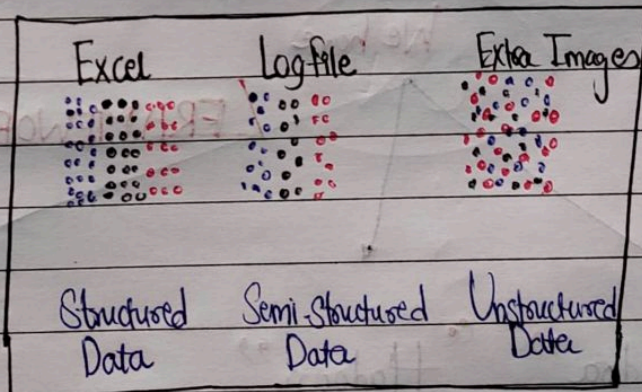 Excel Logfile Extra Images
Structured Semi-Structured Unstructured
Data Data Data